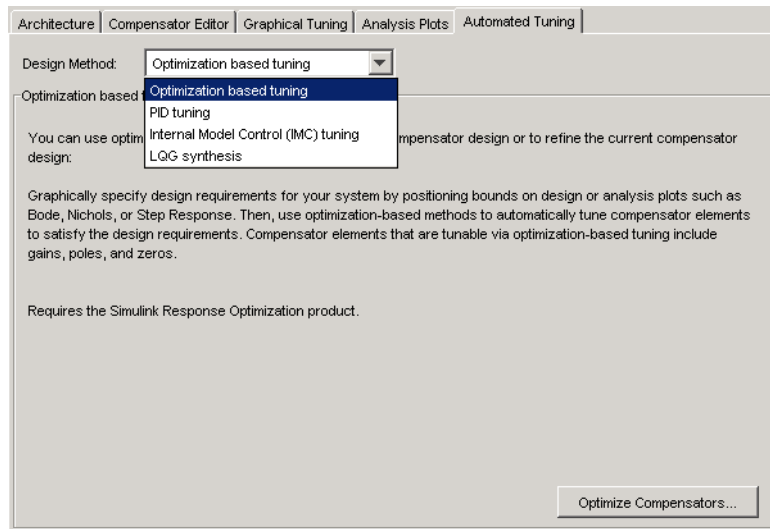 Architecture Compensator Editor Graphical Tuning Analysis Plots Automated Tuning
Design Method: Optimization based tuning
Optimization based tuning
Optimization based
PID tuning
Internal Model Control (IMC) tuning
LQG synthesis
You can use optim mpensator design or to refine the current compensator
design:
Graphically specify design requirements for your system by positioning bounds on design or analysis plots such as
Bode, Nichols, or Step Response. Then, use optimization-based methods to automatically tune compensator elements
to satisfy the design requirements. Compensator elements that are tunable via optimization-based tuning include
gains, poles, and zeros.
Requires the Simulink Response Optimization product.
Optimize Compensators...